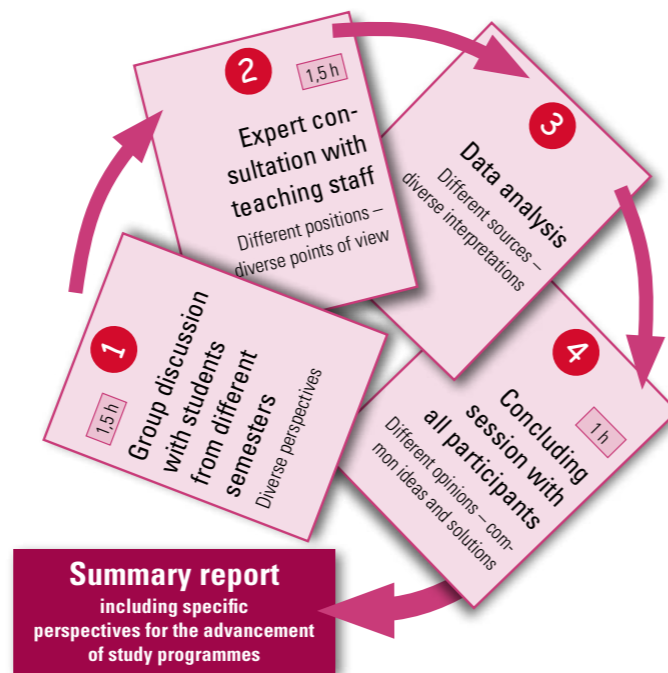 1
1,5 h
Group discussion
with students
from different
semesters
Diverse perspectives
2
1,5 h
Expert con-
sultation with
teaching staff
Different positions –
diverse points of view
3
Data analysis
Different sources –
diverse interpretations
4
1 h
Concluding
session with
all participants
Different opinions – com-
mon ideas and solutions
Summary report
including specific
perspectives for the advancement
of study programmes